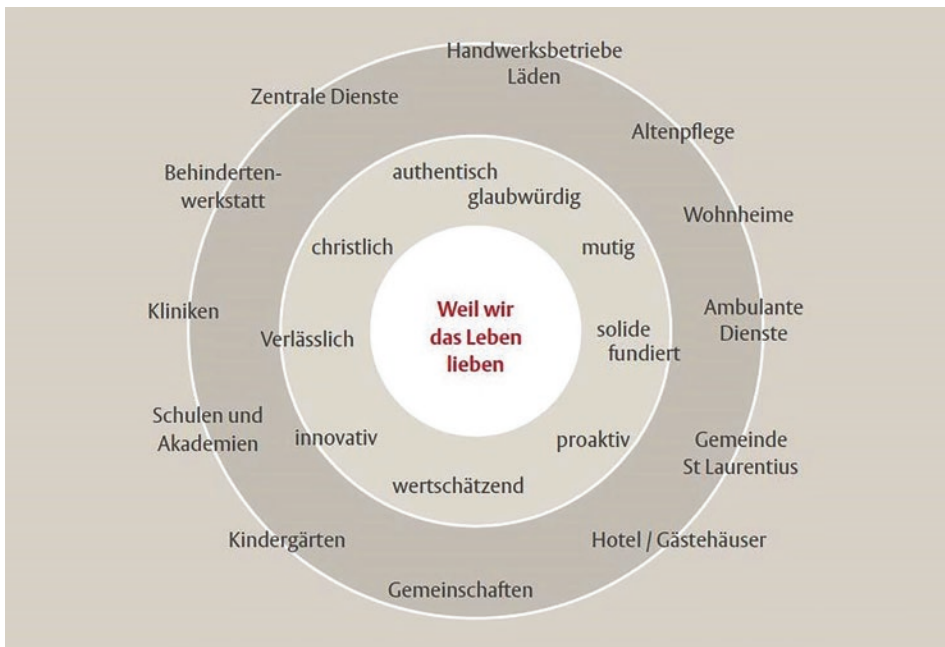 Handwerksbetriebe
Läden
Zentrale Dienste
Altenpflege
Behinderten-
werkstatt
authentisch
glaubwürdig
Wohnheime
christlich
mutig
Weil wir
das Leben
lieben
Kliniken
Ambulante
Dienste
Verlässlich
solide
fundiert
Schulen und
Akademien
innovativ
proaktiv
Gemeinde
St Laurentius
wertschätzend
Kindergärten
Hotel / Gästehäuser
Gemeinschaften